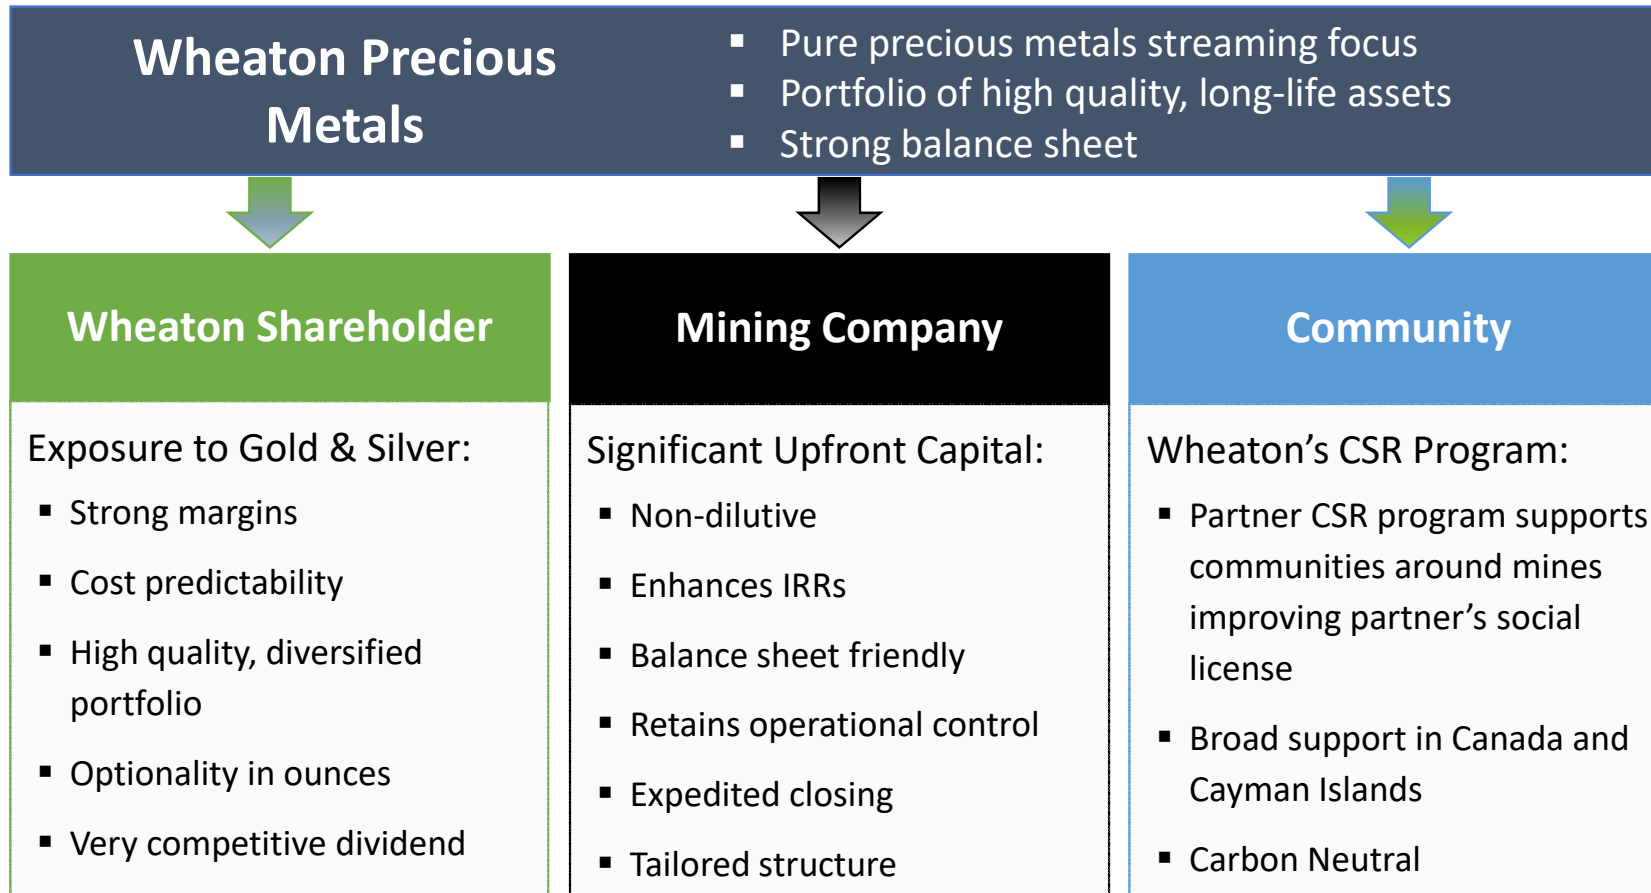 Wheaton Precious
Metals
▪ Pure precious metals streaming focus
▪ Portfolio of high quality, long-life assets
▪ Strong balance sheet
Wheaton Shareholder
Exposure to Gold & Silver:
▪ Strong margins
▪ Cost predictability
▪ High quality, diversified
portfolio
▪ Optionality in ounces
▪ Very competitive dividend
Mining Company
Significant Upfront Capital:
▪ Non-dilutive
▪ Enhances IRRs
▪ Balance sheet friendly
▪ Retains operational control
▪ Expedited closing
▪ Tailored structure
Community
Wheaton’s CSR Program:
▪ Partner CSR program supports
communities around mines
improving partner’s social
license
▪ Broad support in Canada and
Cayman Islands
▪ Carbon Neutral